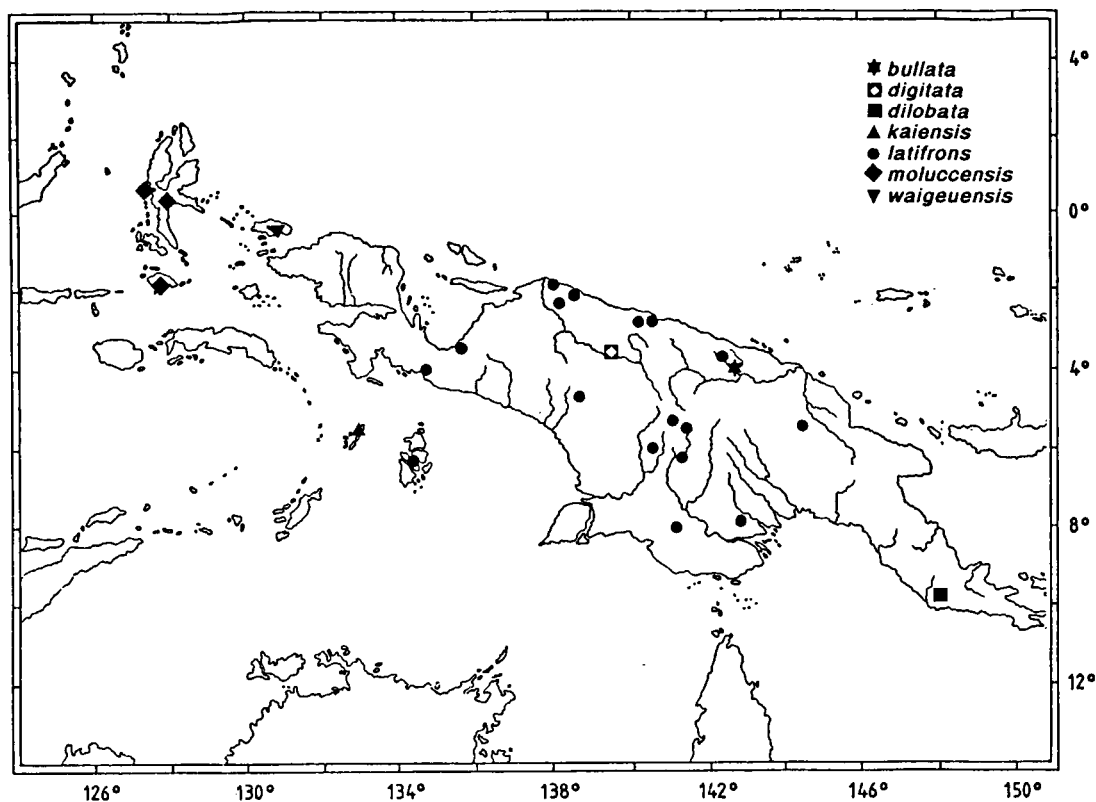 bullata
digitata
dilobata
kaiensis
latifrons
moluccensis
waigeuensis
4°
0°
4°
8°
12°
126° 130° 134° 138° 142° 146° 150°